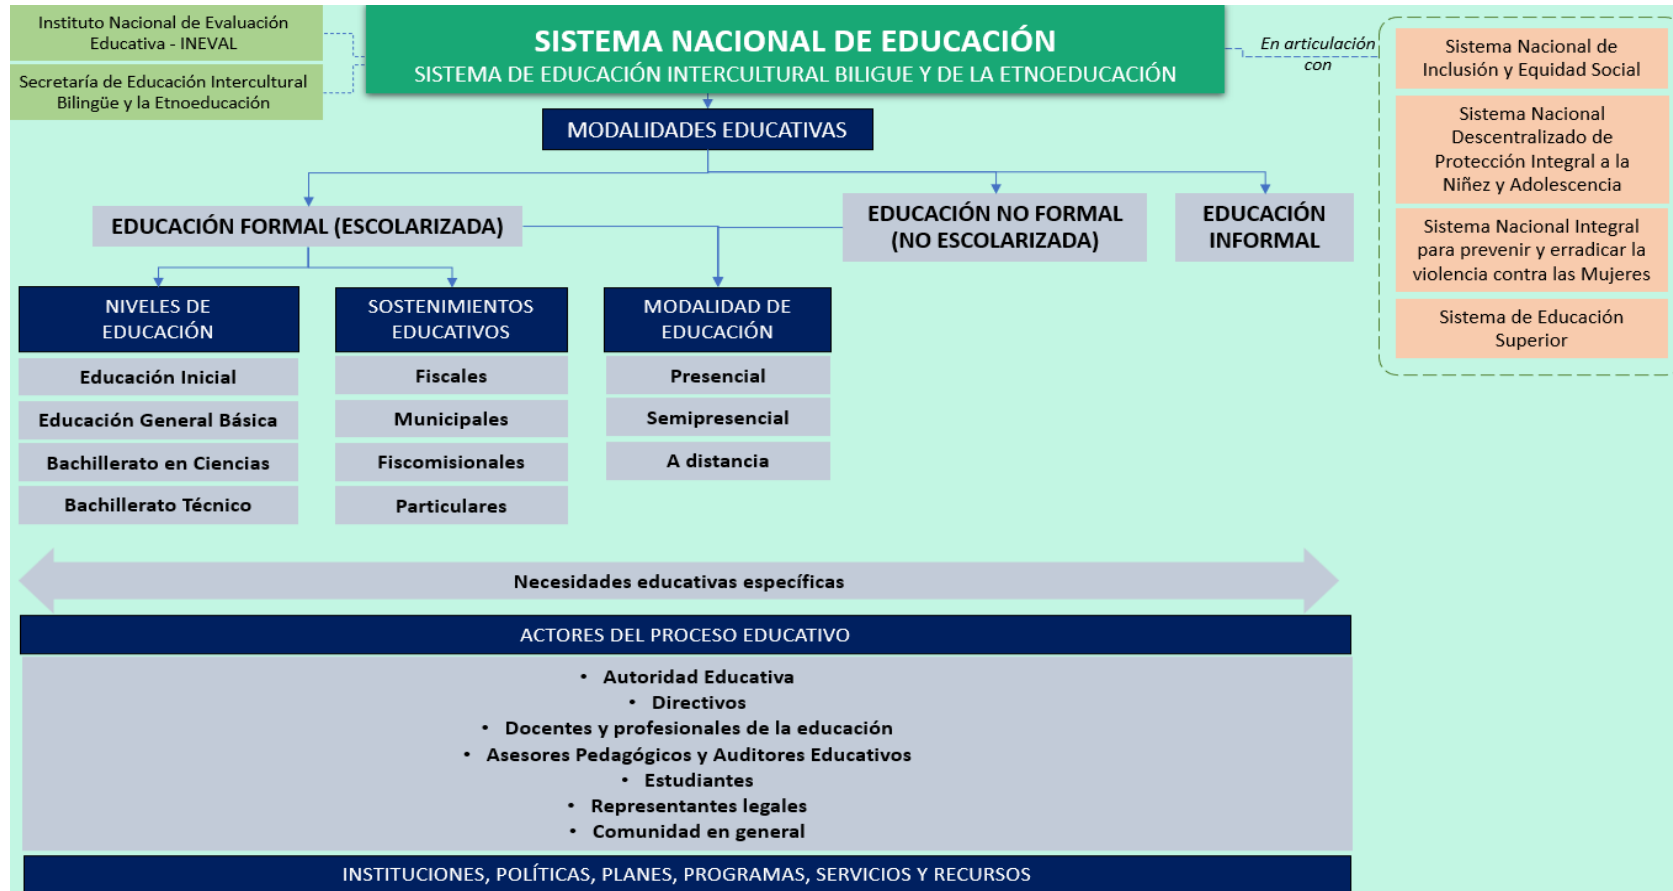 Instituto Nacional de Evaluación
Educativa - INEVAL
Secretaría de Educación Intercultural
Bilingüe y la Etnoeducación
SISTEMA NACIONAL DE EDUCACIÓN
SISTEMA DE EDUCACIÓN INTERCULTURAL BILIGUE Y DE LA ETNOEDUCACIÓN
En articulación
con
Sistema Nacional de
Inclusión y Equidad Social
Sistema Nacional
Descentralizado de
Protección Integral a la
Niñez y Adolescencia
Sistema Nacional Integral
para prevenir y erradicar la
violencia contra las Mujeres
Sistema de Educación
Superior
MODALIDADES EDUCATIVAS
EDUCACIÓN FORMAL (ESCOLARIZADA)
EDUCACIÓN NO FORMAL
(NO ESCOLARIZADA)
EDUCACIÓN
INFORMAL
NIVELES DE
EDUCACIÓN
Educación Inicial
Educación General Básica
Bachillerato en Ciencias
Bachillerato Técnico
SOSTENIMIENTOS
EDUCATIVOS
Fiscales
Municipales
Fiscomisionales
Particulares
MODALIDAD DE
EDUCACIÓN
Presencial
Semipresencial
A distancia
Necesidades educativas específicas
ACTORES DEL PROCESO EDUCATIVO
• Autoridad Educativa
• Directivos
• Docentes y profesionales de la educación
• Asesores Pedagógicos y Auditores Educativos
• Estudiantes
• Representantes legales
• Comunidad en general
INSTITUCIONES, POLÍTICAS, PLANES, PROGRAMAS, SERVICIOS Y RECURSOS